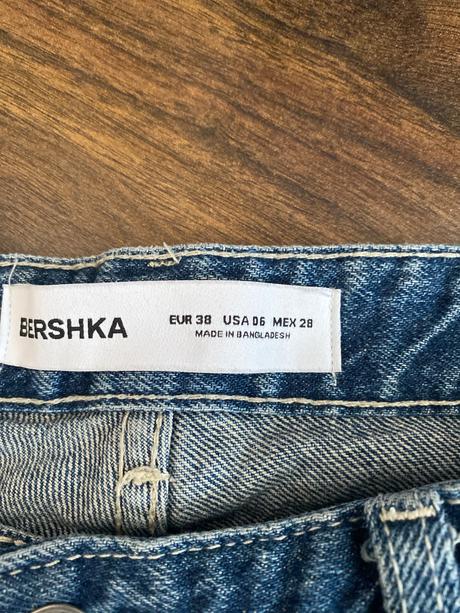 BERSHKA
EUR 38 USA 06 MEX 28
MADE IN BANGLADESH